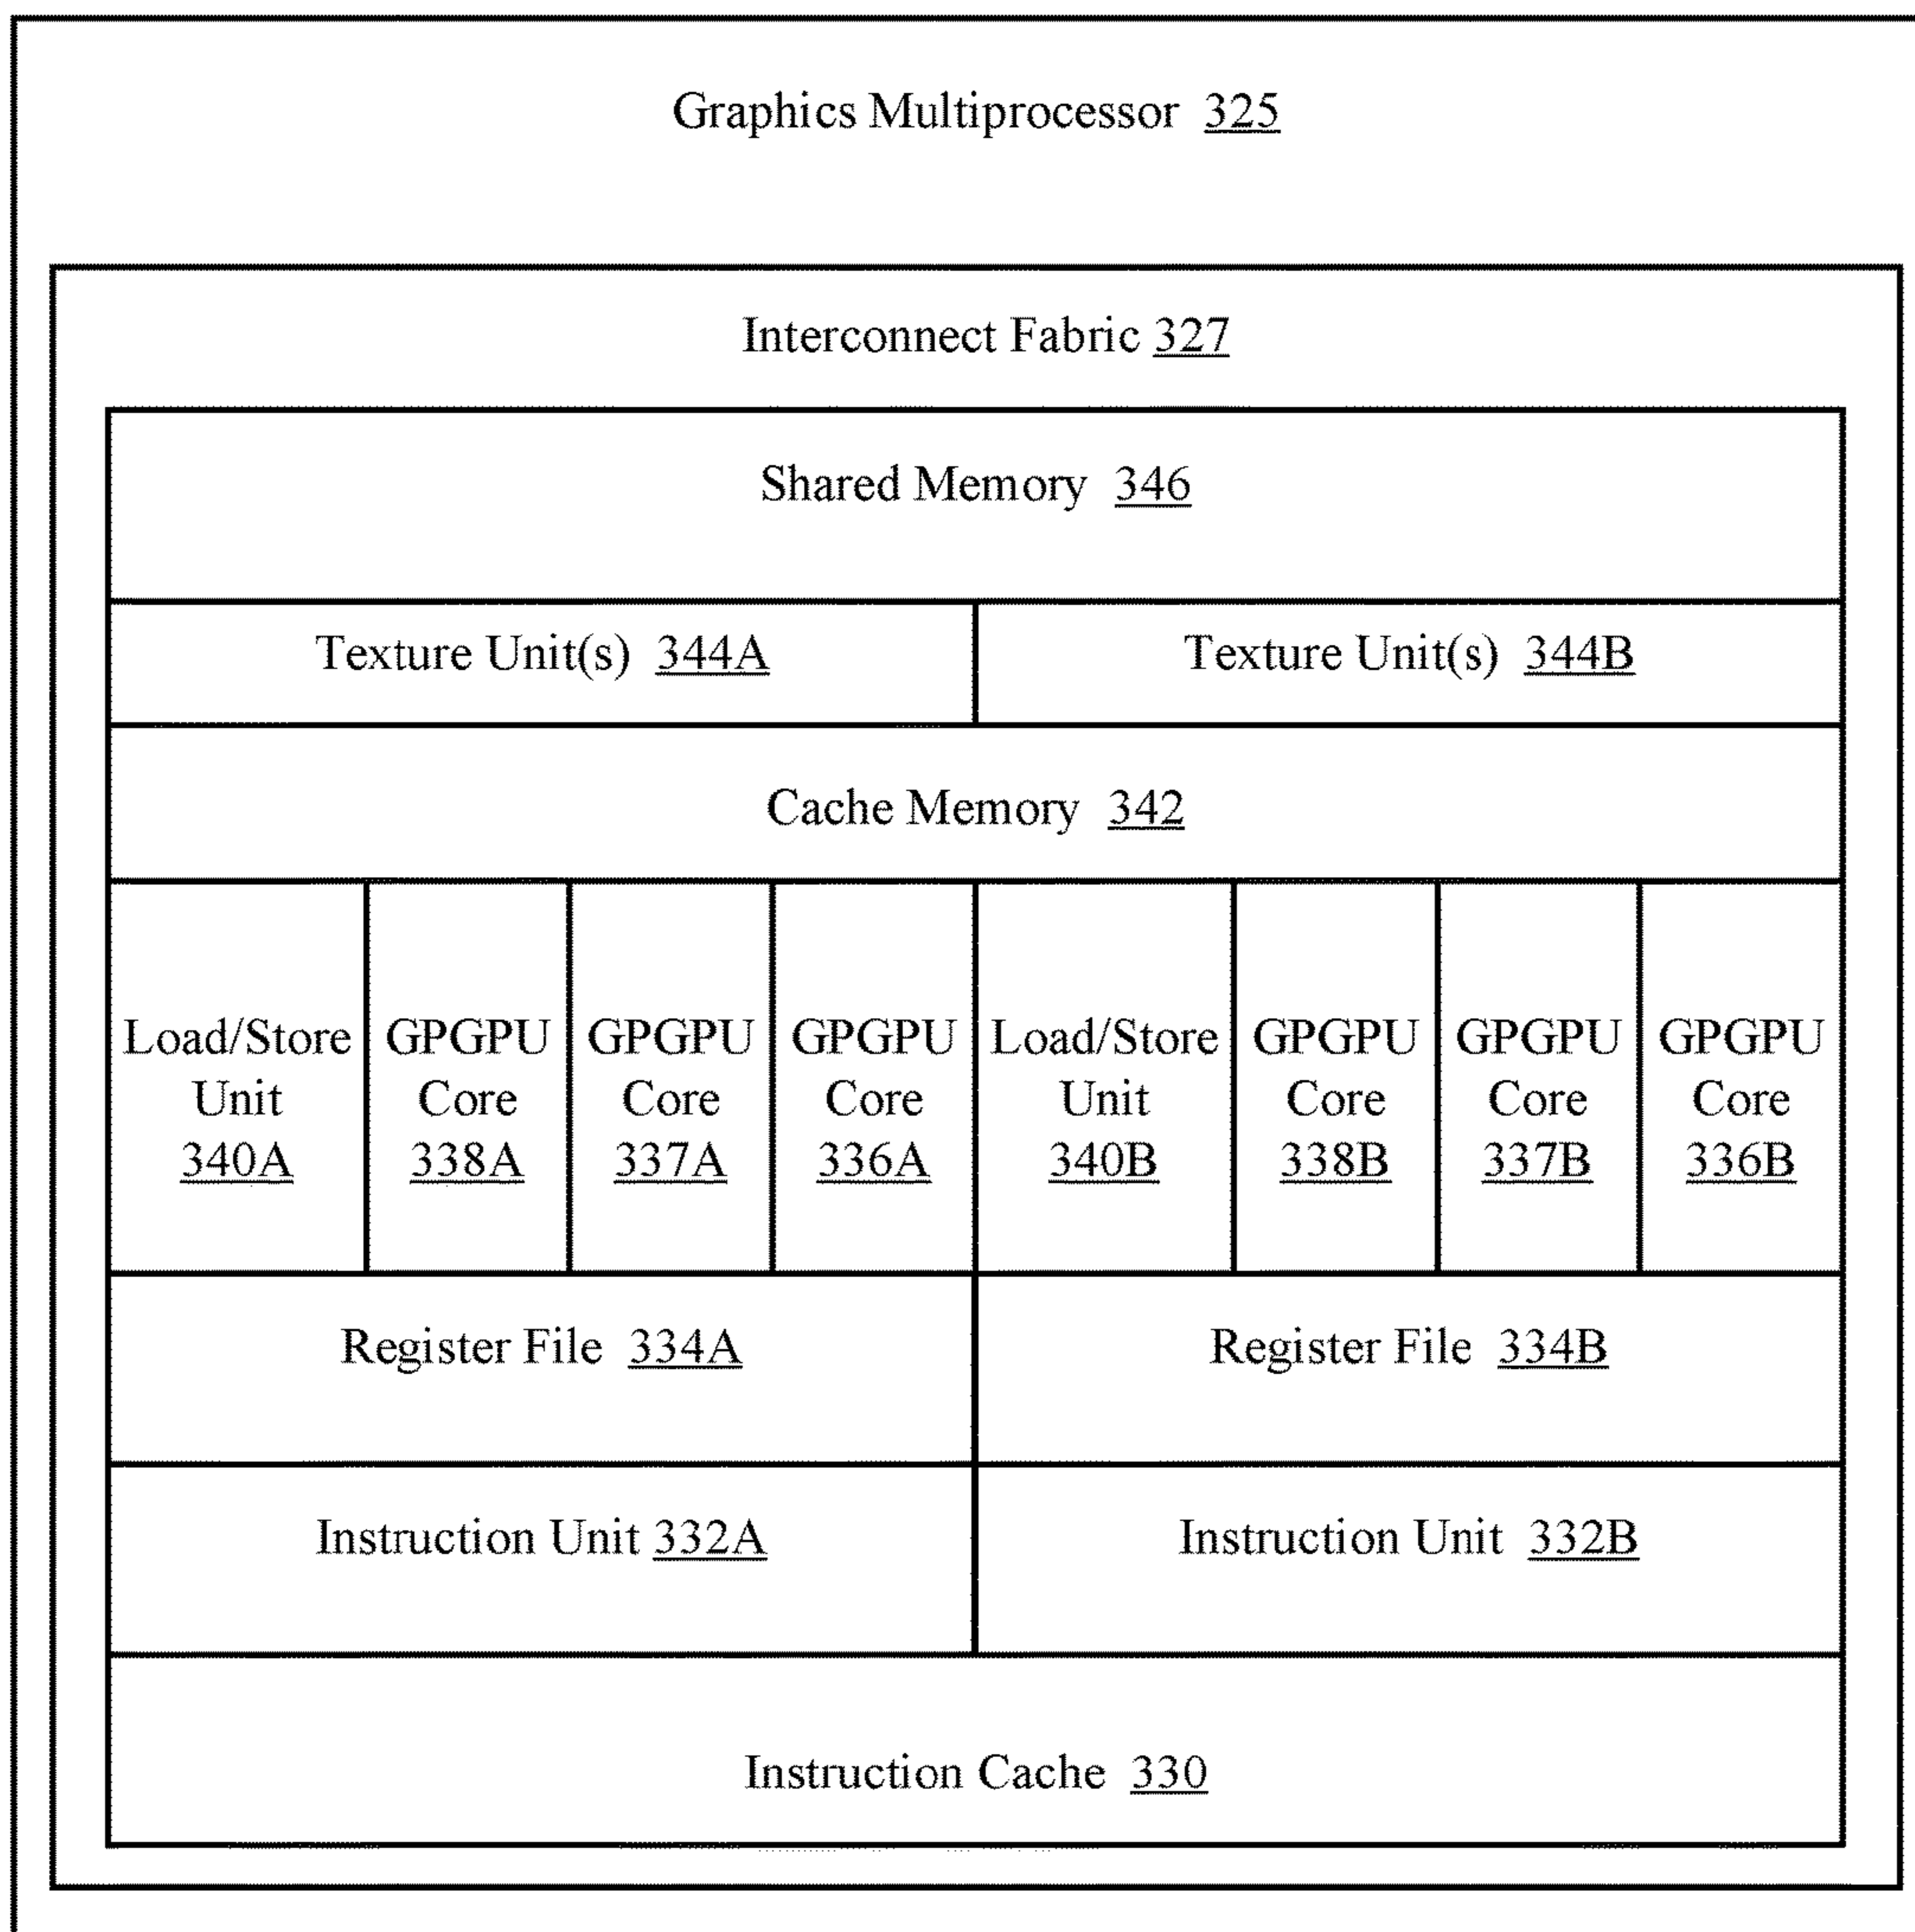 Graphics Multiprocessor 325
Interconnect Fabric 327
Shared Memory 346
Texture Unit(s) 344A
Texture Unit(s) 344B
Cache Memory 342
Load/Store
Unit
340A
GPGPU
Core
338A
GPGPU
Core
337A
GPGPU
Core
336A
Load/Store
Unit
340B
GPGPU
Core
338B
GPGPU
Core
337B
GPGPU
Core
336B
Register File 334A
Register File 334B
Instruction Unit 332A
Instruction Unit 332B
Instruction Cache 330